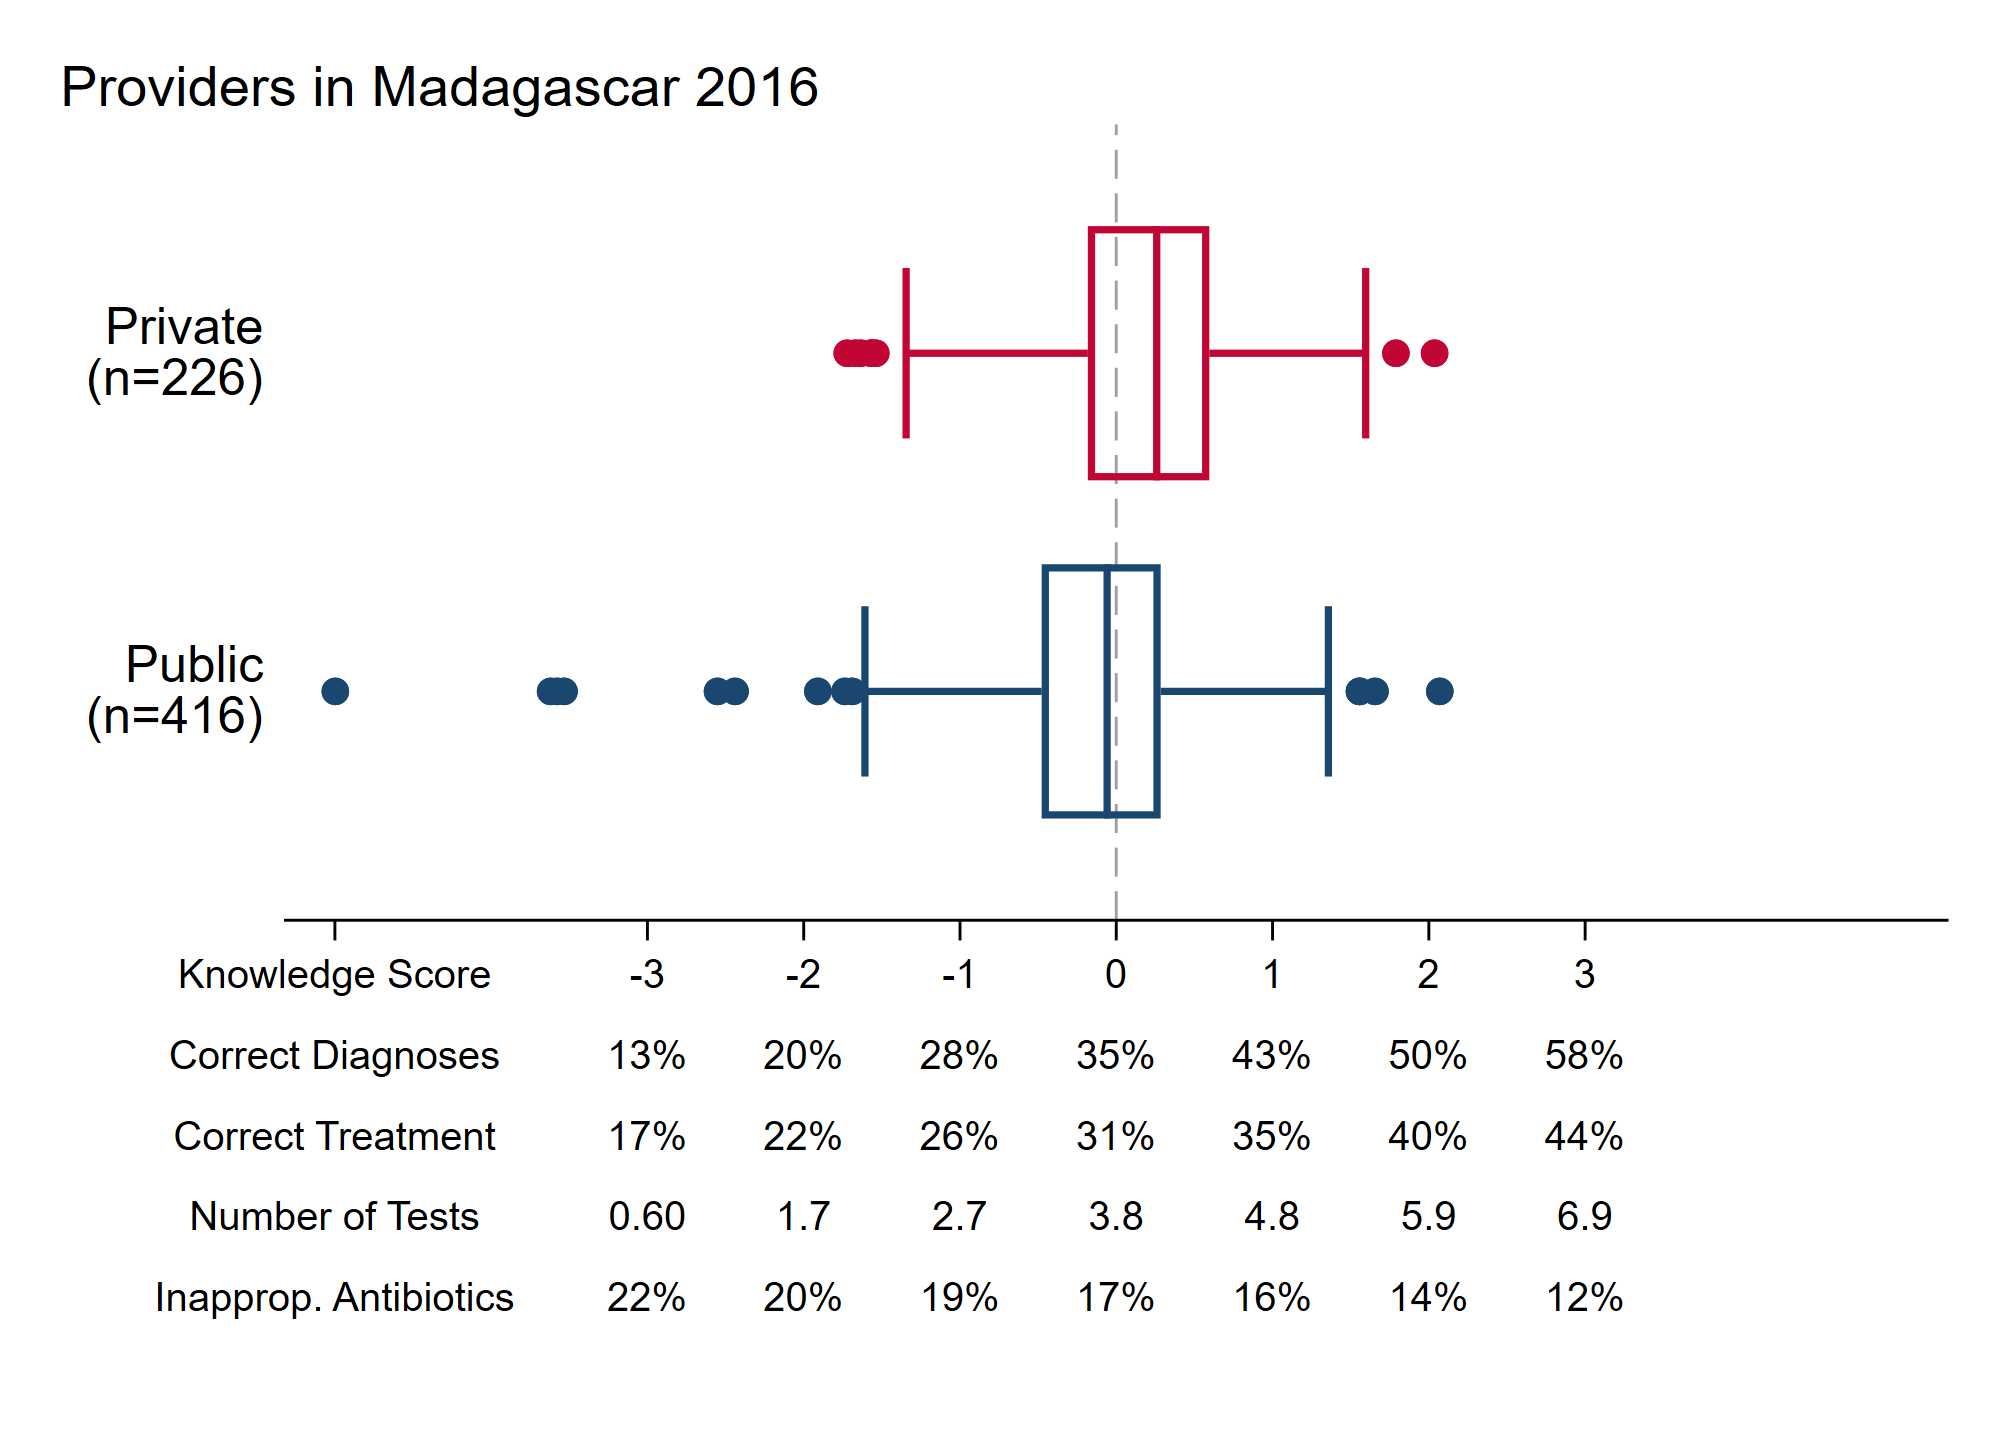 Providers in Madagascar 2016
Private
(n=226)
Public
(n=416)
Knowledge Score -3 -2 -1 0 1 2 3
Correct Diagnoses 13% 20% 28% 35% 43% 50% 58%
Correct Treatment 17% 22% 26% 31% 35% 40% 44%
Number of Tests 0.60 1.7 2.7 3.8 4.8 5.9 6.9
Inapprop. Antibiotics 22% 20% 19% 17% 16% 14% 12%